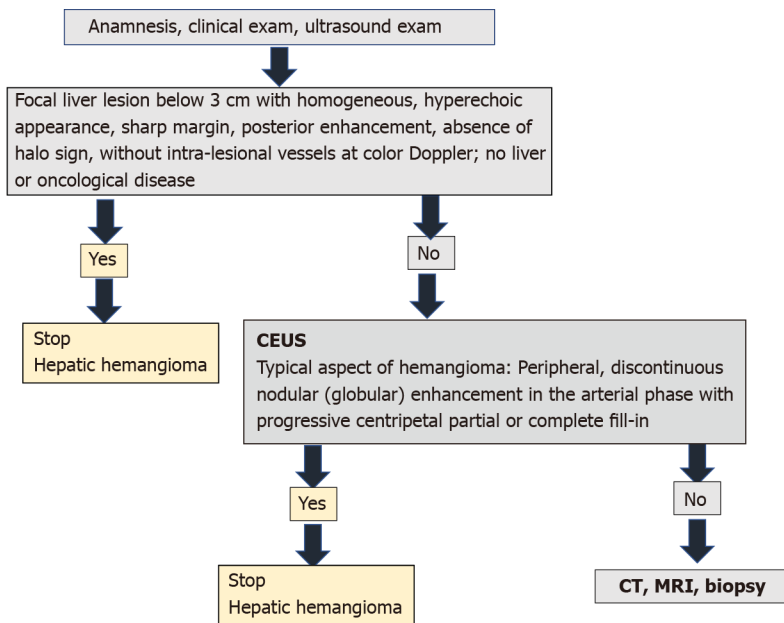 Anamnesis, clinical exam, ultrasound exam
Focal liver lesion below 3 cm with homogeneous, hyperechoic
appearance, sharp margin, posterior enhancement, absence of
halo sign, without intra-lesional vessels at color Doppler; no liver
or oncological disease
Yes
No
Stop
Hepatic hemangioma
CEUS
Typical aspect of hemangioma: Peripheral, discontinuous
nodular (globular) enhancement in the arterial phase with
progressive centripetal partial or complete fill-in
Yes
No
Stop
Hepatic hemangioma
CT, MRI, biopsy